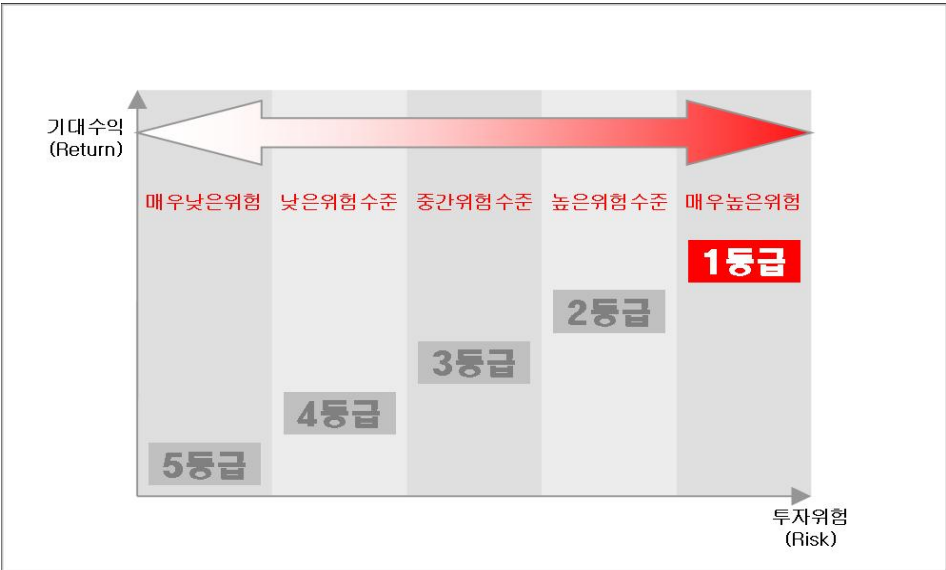 기대수익
(Return)
매우낮은위험 낮은위험수준 중간위험수준 높은위험수준 매우높은위험
1등급
2등급
3등급
4등급
5등급
투자위험
(Risk)